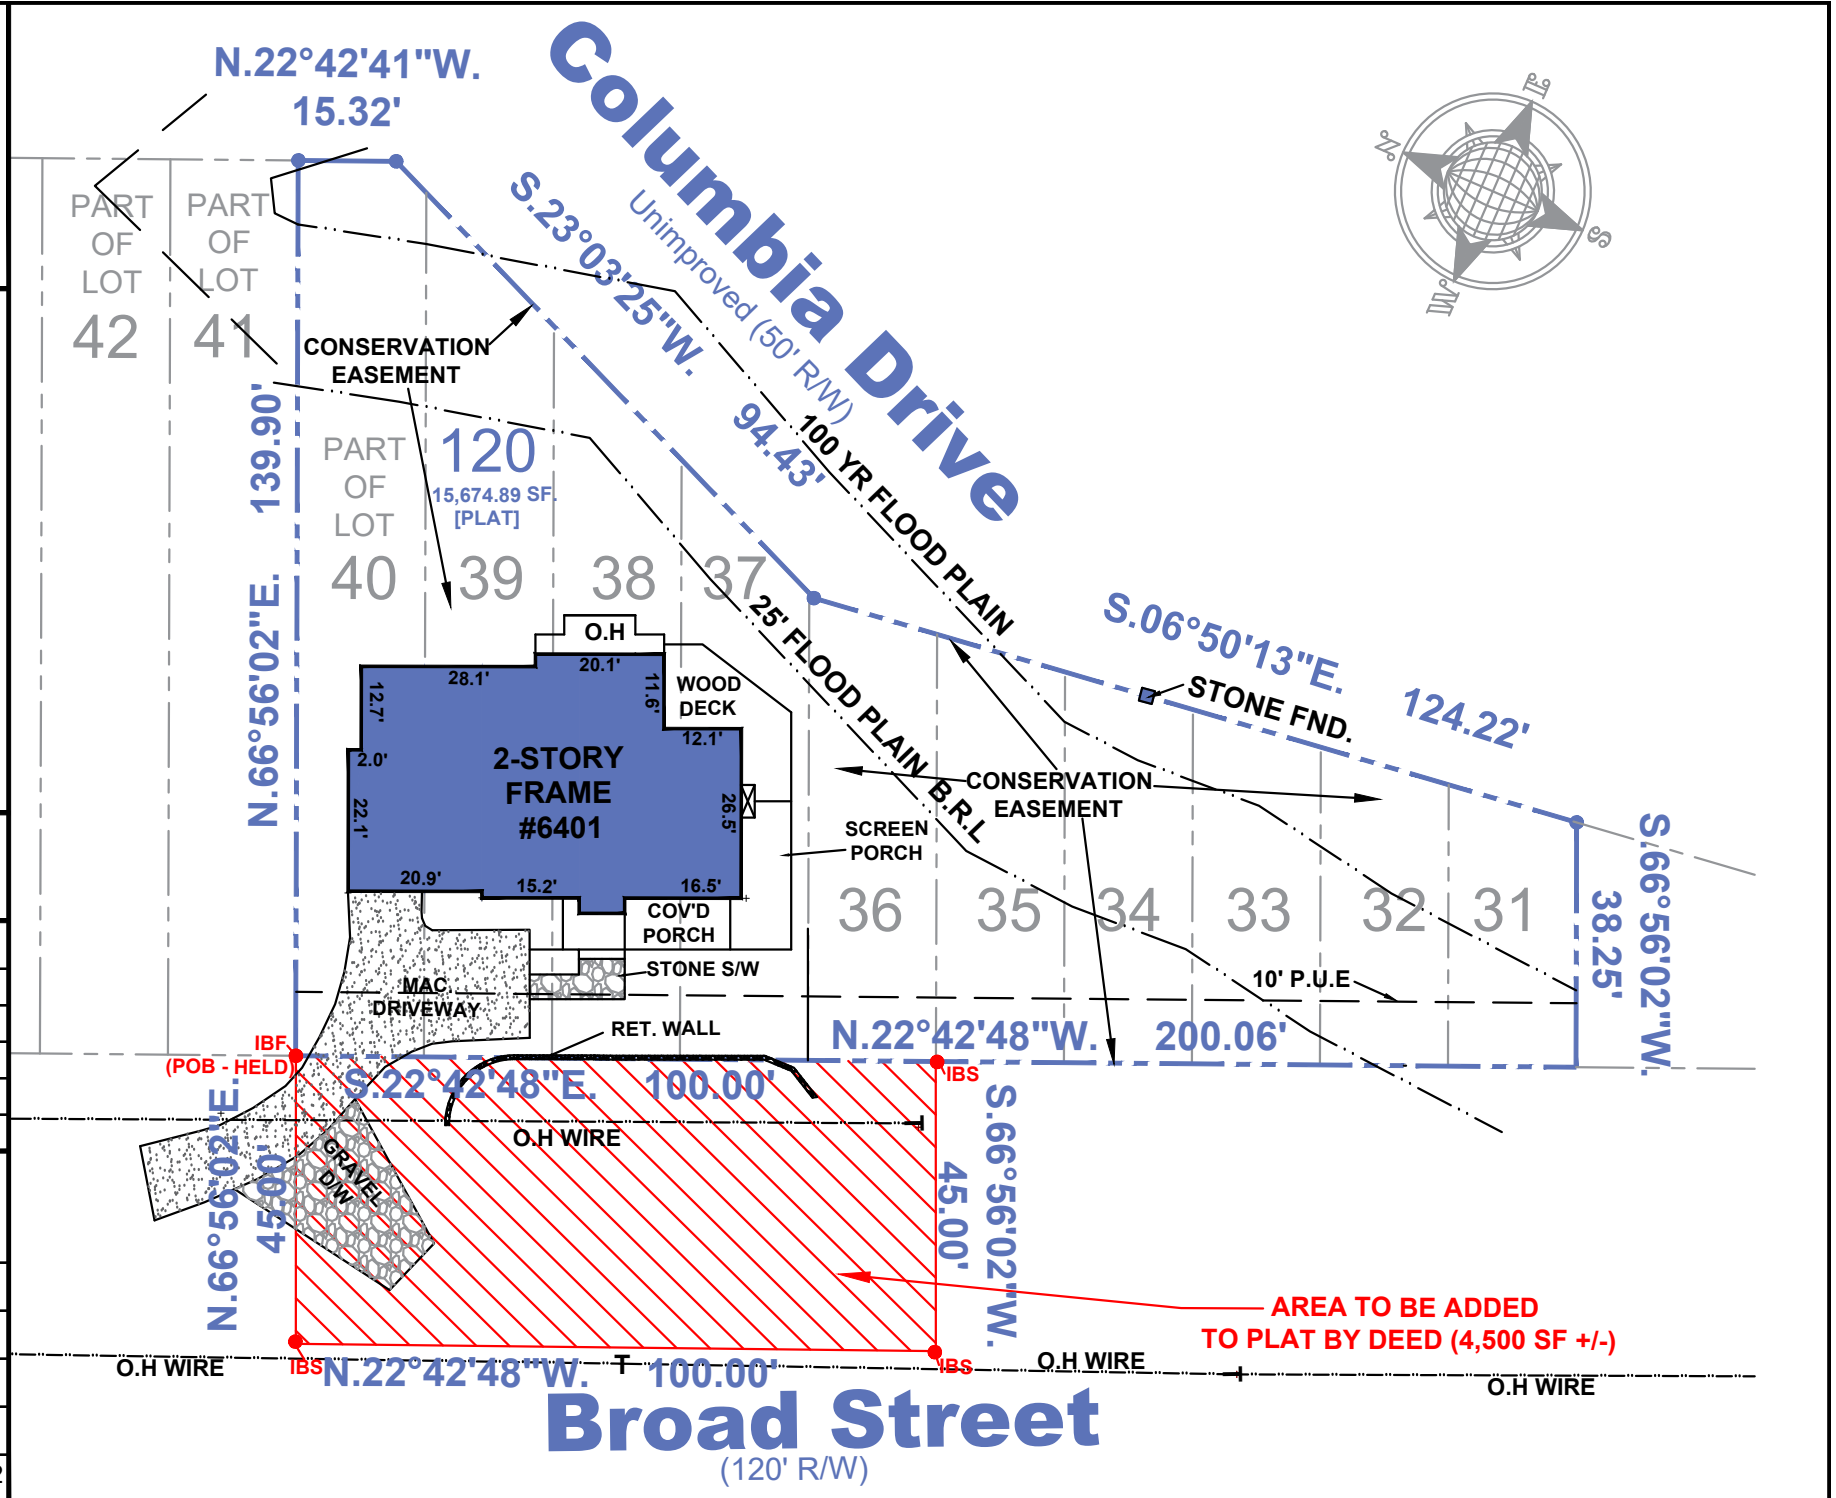 N.22°42'41"W.
15.32'
Columbia Drive
Unimproved (50' R/W)
S.23°03'25"W. 94.43'
E
N
S
W
PART
OF
LOT
42
PART
OF
LOT
41
CONSERVATION
EASEMENT
N.66°56'02"E. 139.90'
PART
OF
LOT
40
120
15,674.89 SF.
[PLAT]
39
38
37
100 YR FLOOD PLAIN
25' FLOOD PLAIN B.R.L
S.06°50'13"E. 124.22'
STONE FND.
O.H
20.1'
28.1'
12.7'
11.6'
WOOD
DECK
12.1'
2.0'
2-STORY
FRAME
#6401
22.1'
26.5'
CONSERVATION
EASEMENT
SCREEN
PORCH
20.9'
15.2'
16.5'
COV'D
PORCH
36
35
34
33
32
31
S.66°56'02"W.
38.25'
STONE S/W
MAC
DRIVEWAY
10' P.U.E
RET. WALL
N.22°42'48"W. 200.06'
IBF
(POB - HELD)
IBS
S.22°42'48"E. 100.00'
O.H WIRE
T
N.66°56'02"E.
45.00'
GRAVEL
D/W
S.66°56'02"W.
45.00'
AREA TO BE ADDED
TO PLAT BY DEED (4,500 SF +/-)
O.H WIRE
IBS
N.22°42'48"W. 100.00'
T
IBS
O.H WIRE
O.H WIRE
Broad Street
(120' R/W)
2